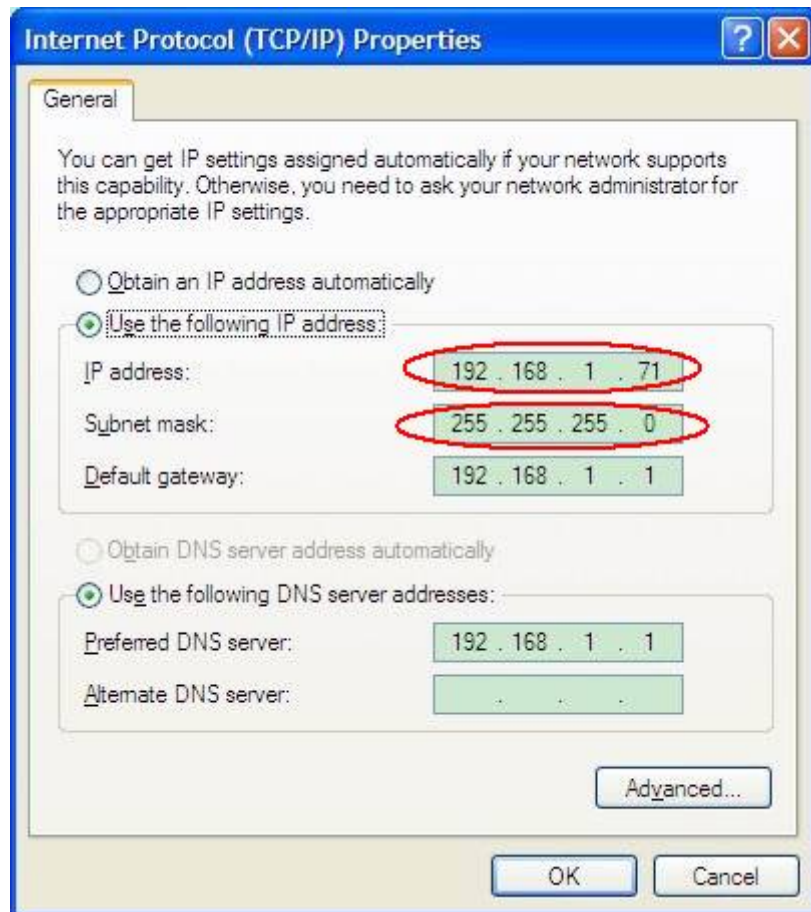 Internet Protocol (TCP/IP) Properties
General
You can get IP settings assigned automatically if your network supports
this capability. Otherwise, you need to ask your network administrator for
the appropriate IP settings.
Obtain an IP address automatically
Use the following IP address:
IP address: 192 . 168 . 1 . 71
Subnet mask: 255 . 255 . 255 . 0
Default gateway: 192 . 168 . 1 . 1
Obtain DNS server address automatically
Use the following DNS server addresses:
Preferred DNS server: 192 . 168 . 1 . 1
Alternate DNS server: . . .
Advanced...
OK Cancel